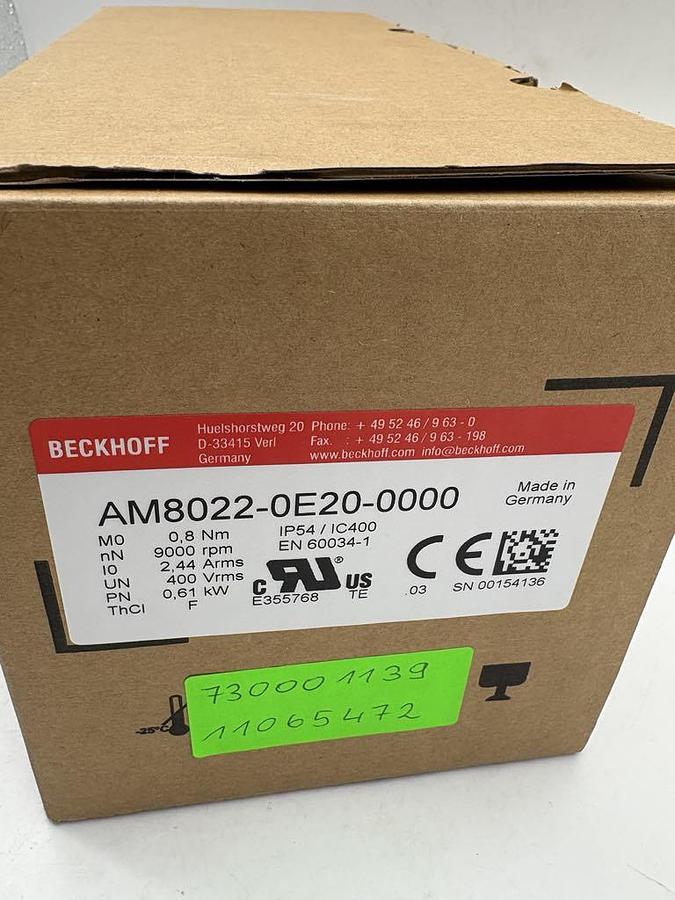 BECKHOFF
Huelshorstweg 20 Phone: + 49 52 46 / 9 63 - 0
D-33415 Verl Fax. : + 49 52 46 / 9 63 - 198
Germany www.beckhoff.com info@beckhoff.com
AM8022-0E20-0000
Made in
Germany
M0 0,8 Nm IP54 / IC400
nN 9000 rpm EN 60034-1
I0 2,44 Arms
UN 400 Vrms
PN 0,61 kW
ThCl F
c RU ® US
E355768 TE
CE
.03 SN 00154136
730001139
11065472
-25°C